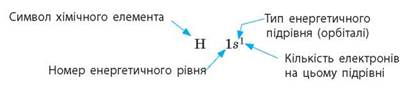 Символ хімічного елемента
Тип енергетичного
підрівня (орбіталі)
H 1s¹
Номер енергетичного рівня
Кількість електронів
на цьому підрівні